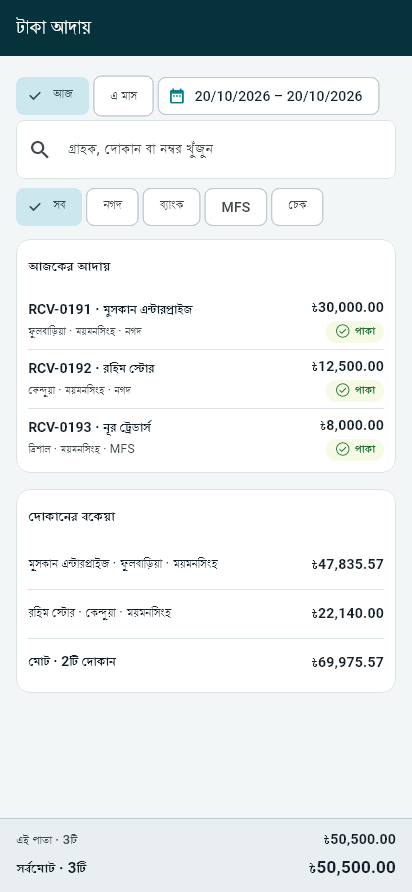 টাকা আদায়
আজ
এ মাস
20/10/2026 – 20/10/2026
গ্রাহক, দোকান বা নম্বর খুঁজুন
সব
নগদ
ব্যাংক
MFS
চেক
আজকের আদায়
RCV-0191 · মুসকান এন্টারপ্রাইজ ৳30,000.00
ফুলবাড়িয়া · ময়মনসিংহ · নগদ পাকা
RCV-0192 · রহিম স্টোর ৳12,500.00
কেন্দুয়া · ময়মনসিংহ · নগদ পাকা
RCV-0193 · নূর ট্রেডার্স ৳8,000.00
ত্রিশাল · ময়মনসিংহ · MFS পাকা
দোকানের বকেয়া
মুসকান এন্টারপ্রাইজ · ফুলবাড়িয়া · ময়মনসিংহ ৳47,835.57
রহিম স্টোর · কেন্দুয়া · ময়মনসিংহ ৳22,140.00
মোট · 2টি দোকান ৳69,975.57
এই পাতা · 3টি ৳50,500.00
সর্বমোট · 3টি ৳50,500.00